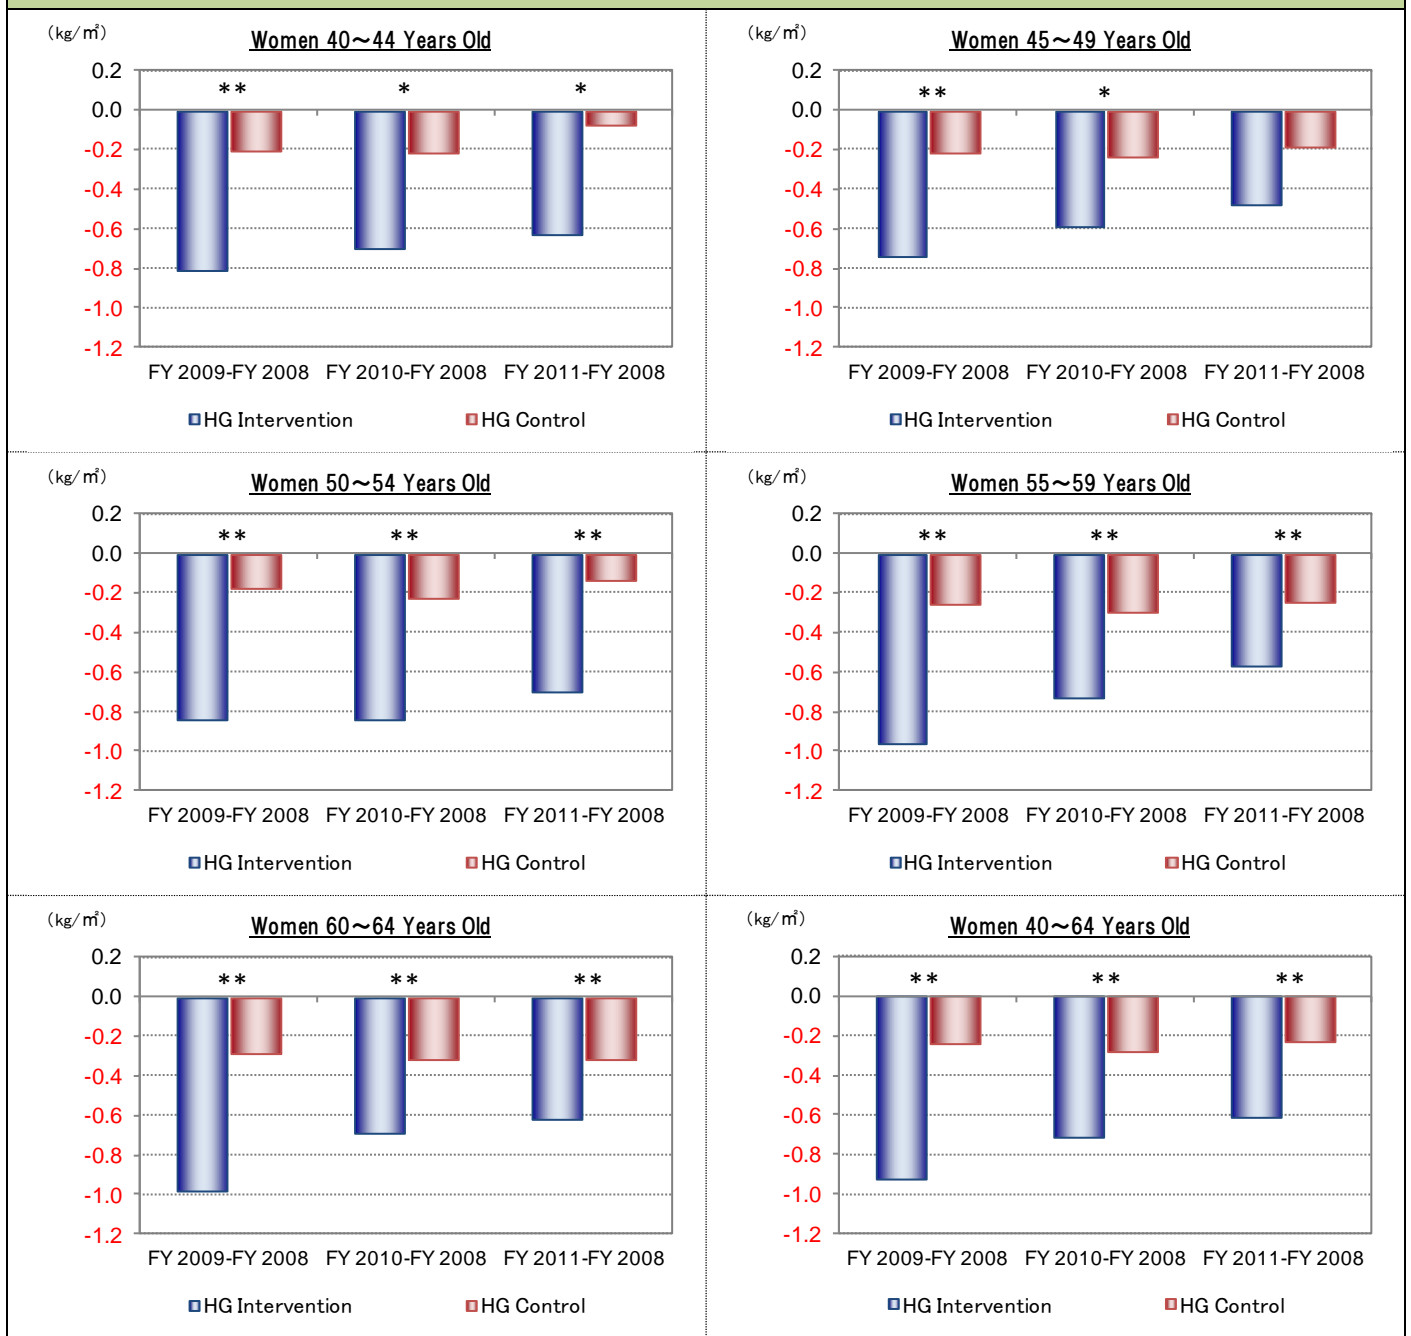 （kg/㎡）
Women 40～44 Years Old
0.2
0.0
-0.2
-0.4
-0.6
-0.8
-1.0
-1.2
** * *
FY 2009-FY 2008 FY 2010-FY 2008 FY 2011-FY 2008
HG Intervention HG Control
（kg/㎡）
Women 45～49 Years Old
0.2
0.0
-0.2
-0.4
-0.6
-0.8
-1.0
-1.2
** *
FY 2009-FY 2008 FY 2010-FY 2008 FY 2011-FY 2008
HG Intervention HG Control
（kg/㎡）
Women 50～54 Years Old
0.2
0.0
-0.2
-0.4
-0.6
-0.8
-1.0
-1.2
** ** **
FY 2009-FY 2008 FY 2010-FY 2008 FY 2011-FY 2008
HG Intervention HG Control
（kg/㎡）
Women 55～59 Years Old
0.2
0.0
-0.2
-0.4
-0.6
-0.8
-1.0
-1.2
** ** **
FY 2009-FY 2008 FY 2010-FY 2008 FY 2011-FY 2008
HG Intervention HG Control
（kg/㎡）
Women 60～64 Years Old
0.2
0.0
-0.2
-0.4
-0.6
-0.8
-1.0
-1.2
** ** **
FY 2009-FY 2008 FY 2010-FY 2008 FY 2011-FY 2008
HG Intervention HG Control
（kg/㎡）
Women 40～64 Years Old
0.2
0.0
-0.2
-0.4
-0.6
-0.8
-1.0
-1.2
** ** **
FY 2009-FY 2008 FY 2010-FY 2008 FY 2011-FY 2008
HG Intervention HG Control